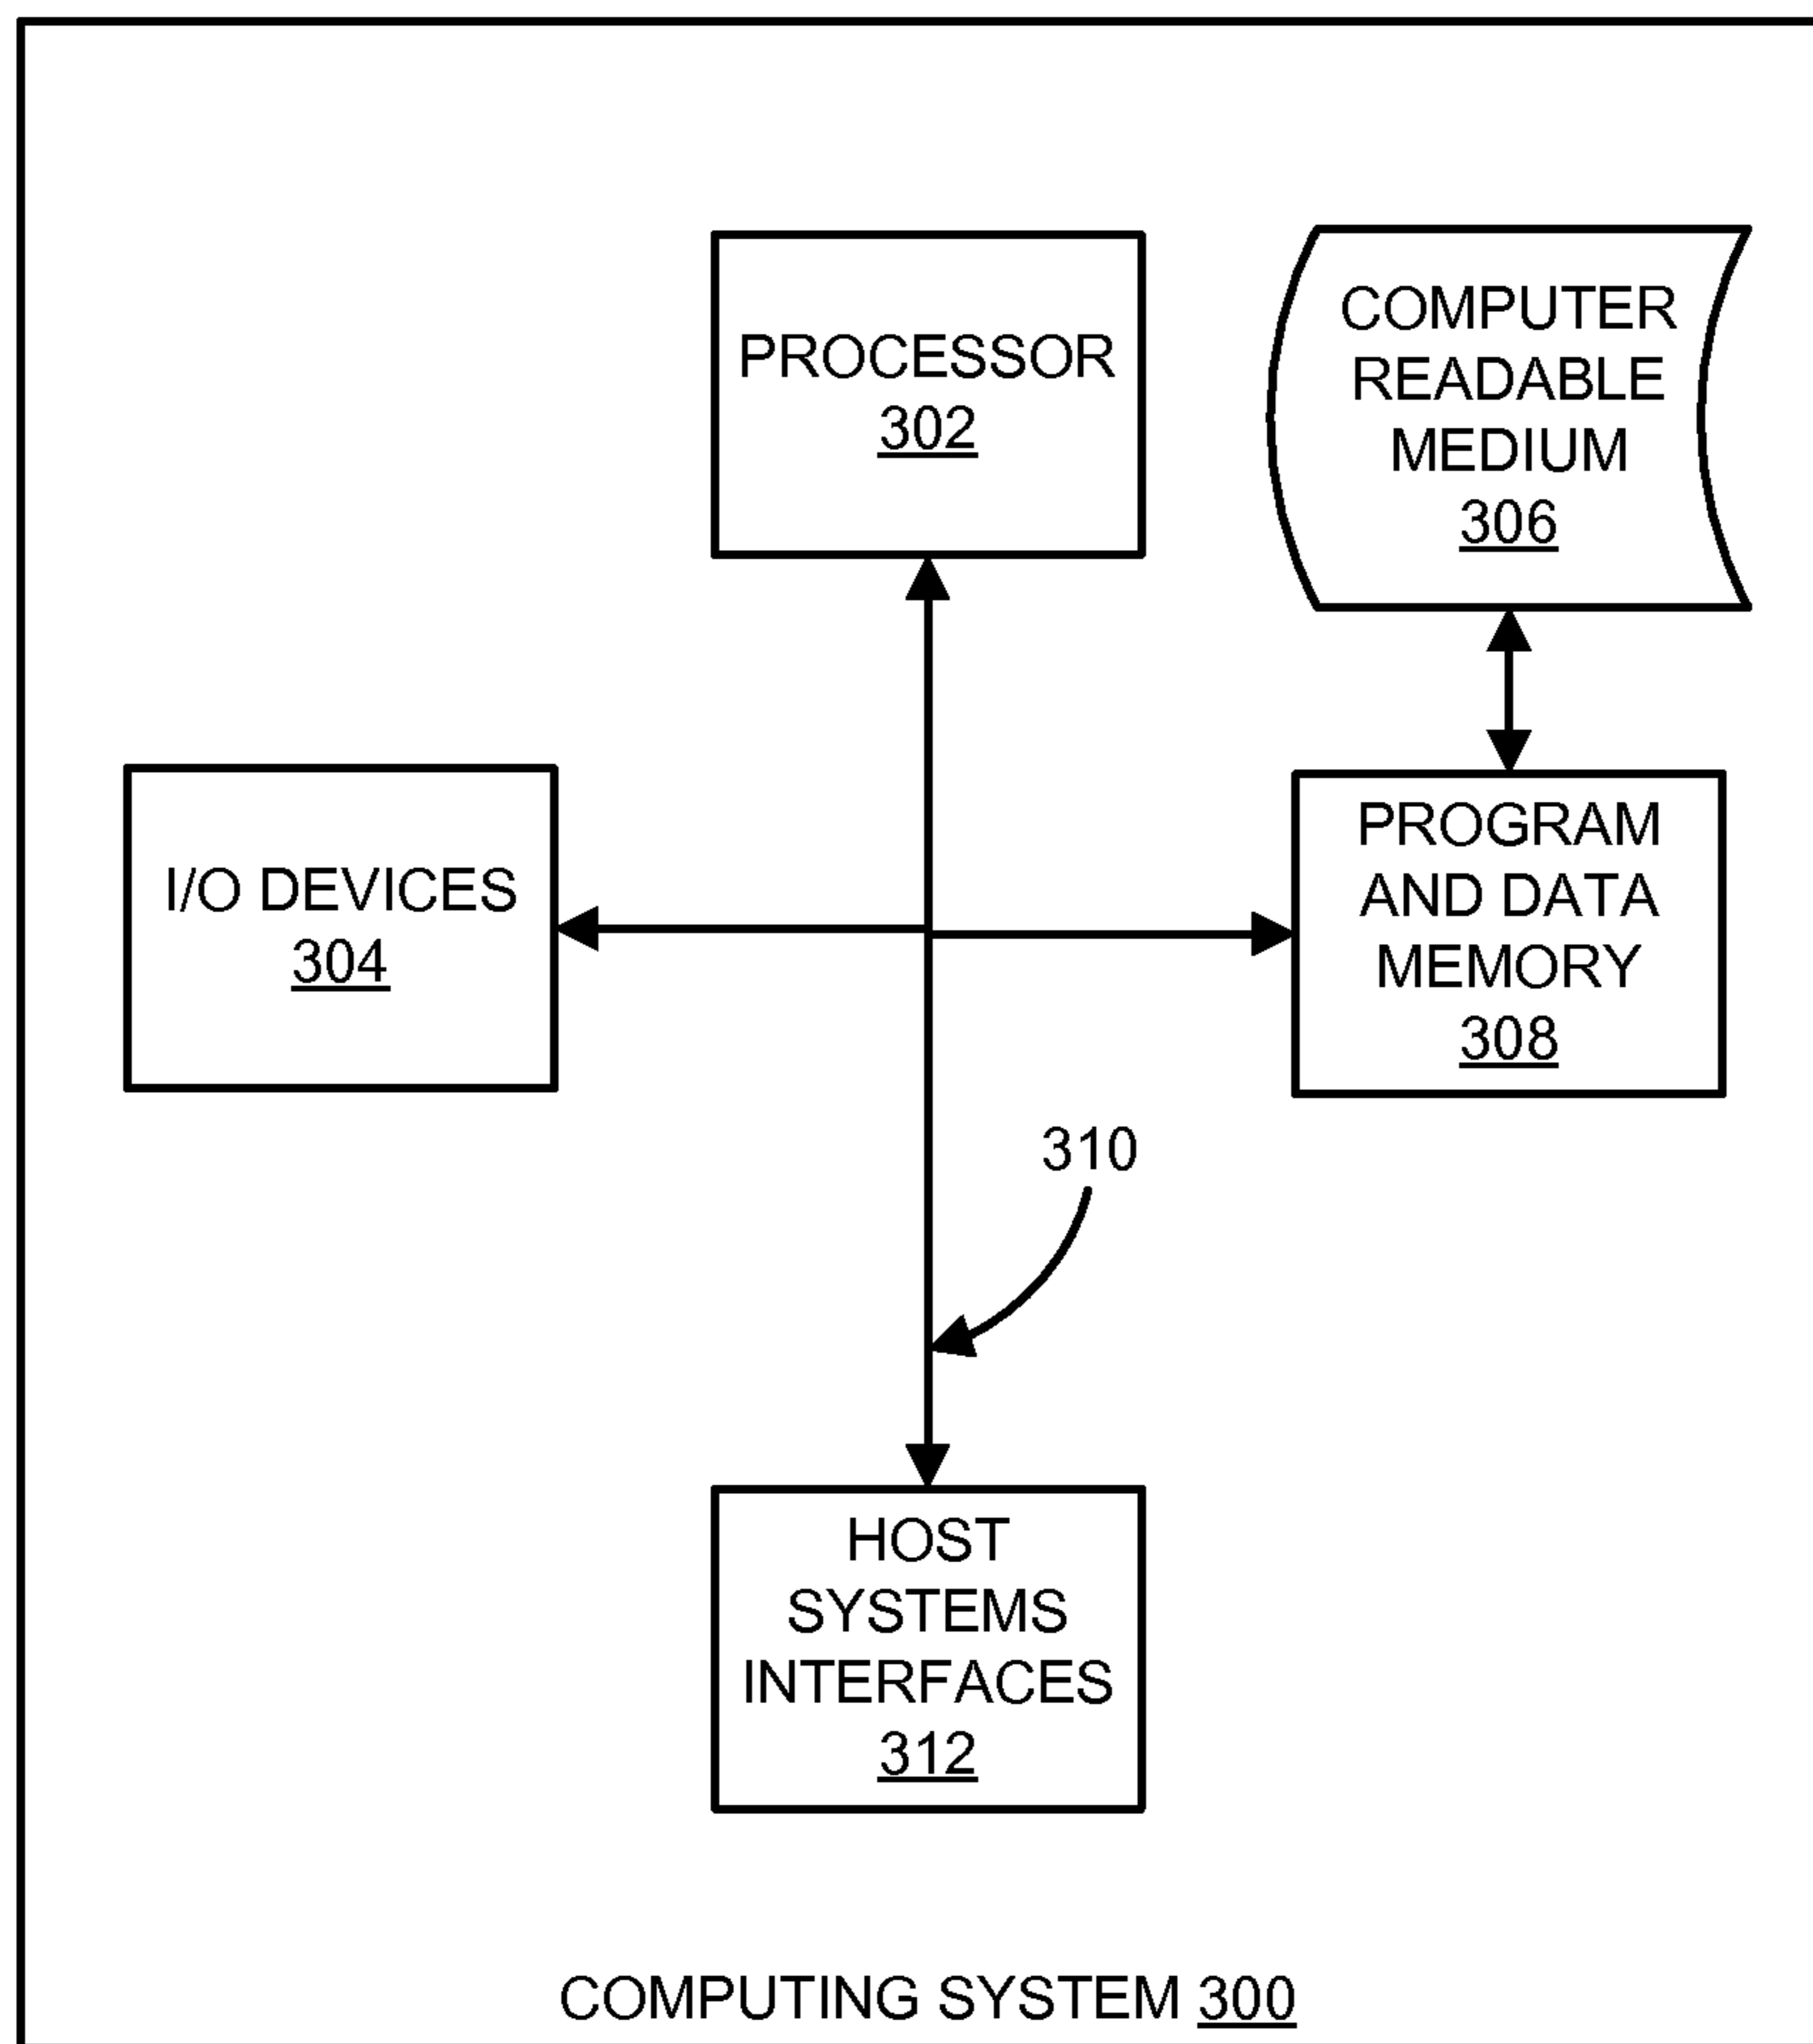 PROCESSOR
302
COMPUTER
READABLE
MEDIUM
306
I/O DEVICES
304
PROGRAM
AND DATA
MEMORY
308
310
HOST
SYSTEMS
INTERFACES
312
COMPUTING SYSTEM 300